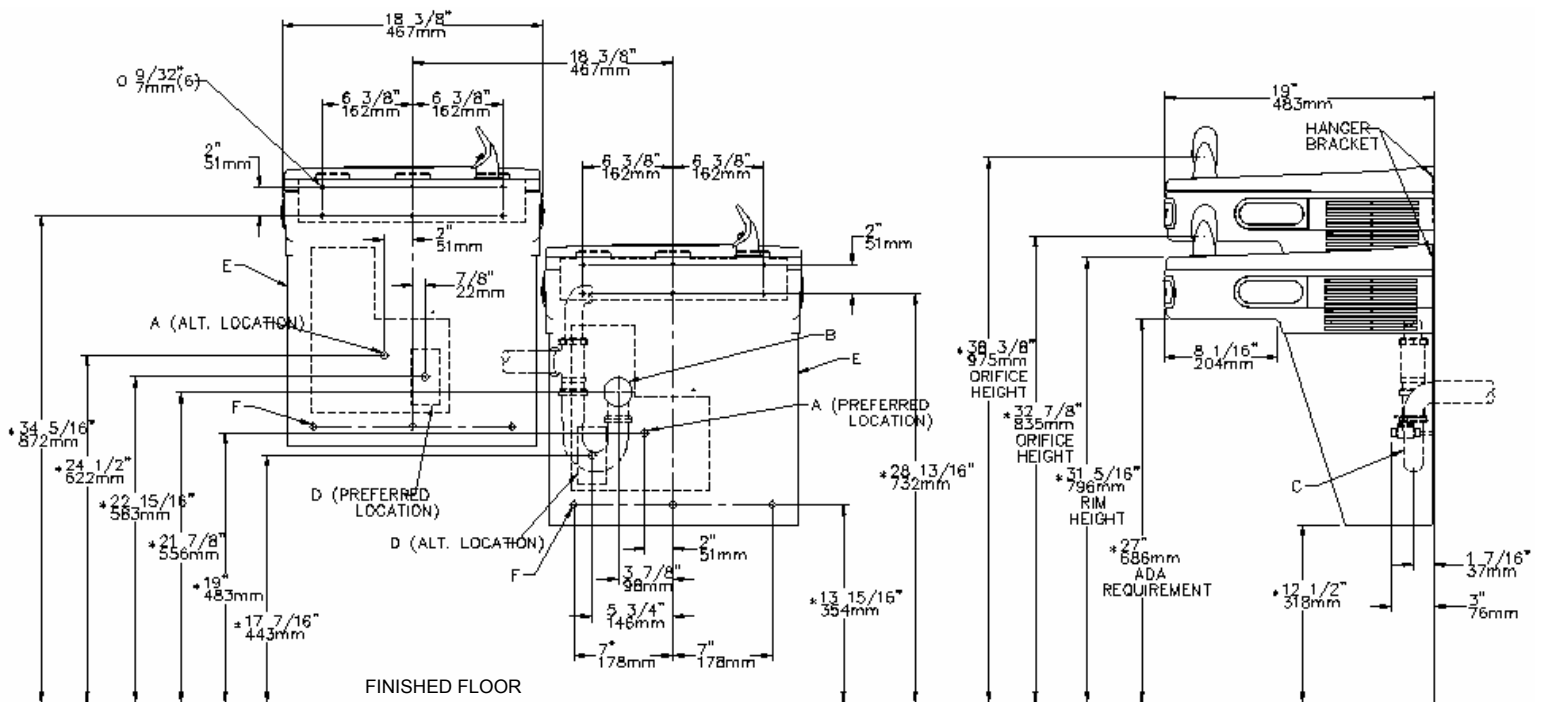 18 3/8"
467mm
18 3/8"
467mm
O 9/32"
7mm(6)
6 3/8"
162mm
6 3/8"
162mm
2"
51mm
6 3/8"
162mm
6 3/8"
162mm
2"
51mm
2"
51mm
E
7/8"
22mm
A (ALT. LOCATION)
B
E
A (PREFERRED
LOCATION)
F
*34 5/16"
872mm
*24 1/2"
622mm
*22 15/16"
583mm
*21 7/8"
556mm
*19"
483mm
*17 7/16"
443mm
D (PREFERRED
LOCATION)
D (ALT. LOCATION)
F
*28 13/16"
732mm
2"
51mm
3 7/8"
98mm
5 3/4"
146mm
7"
178mm
7"
178mm
*13 15/16"
354mm
FINISHED FLOOR
19"
483mm
HANGER
BRACKET
8 1/16"
204mm
*38 3/8"
975mm
ORIFICE
HEIGHT
*32 7/8"
835mm
ORIFICE
HEIGHT
*31 5/16"
796mm
RIM
HEIGHT
*27"
686mm
ADA
REQUIREMENT
C
*12 1/2"
318mm
1 7/16"
37mm
3"
76mm